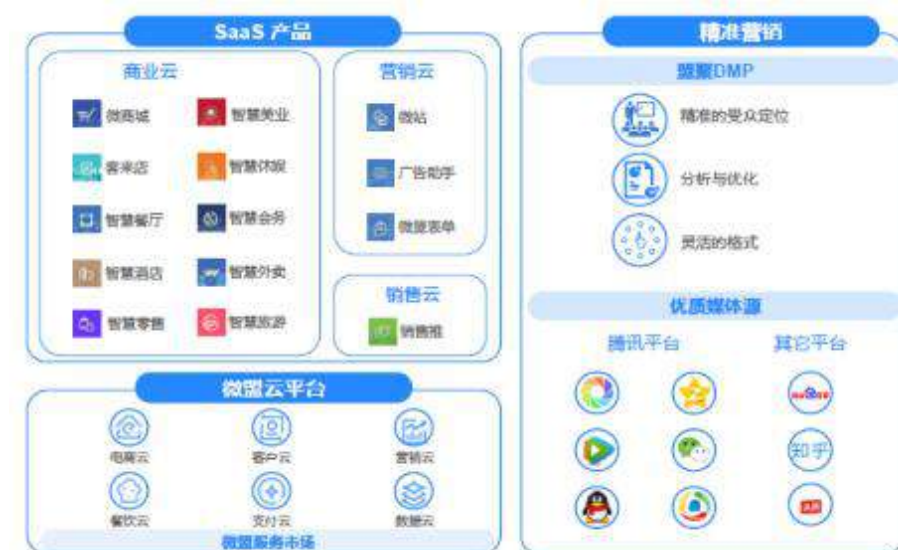 SaaS 产品
商业云
微商城
智慧美业
客来店
智慧休娱
智慧餐厅
智慧会务
智慧酒店
智慧外卖
智慧零售
智慧旅游
营销云
微站
广告助手
微盟表单
销售云
销售推
微盟云平台
电商云
客户云
营销云
餐饮云
支付云
数据云
微盟服务市场
精准营销
盟聚DMP
精准的受众定位
分析与优化
灵活的格式
优质媒体源
腾讯平台
其它平台
知乎